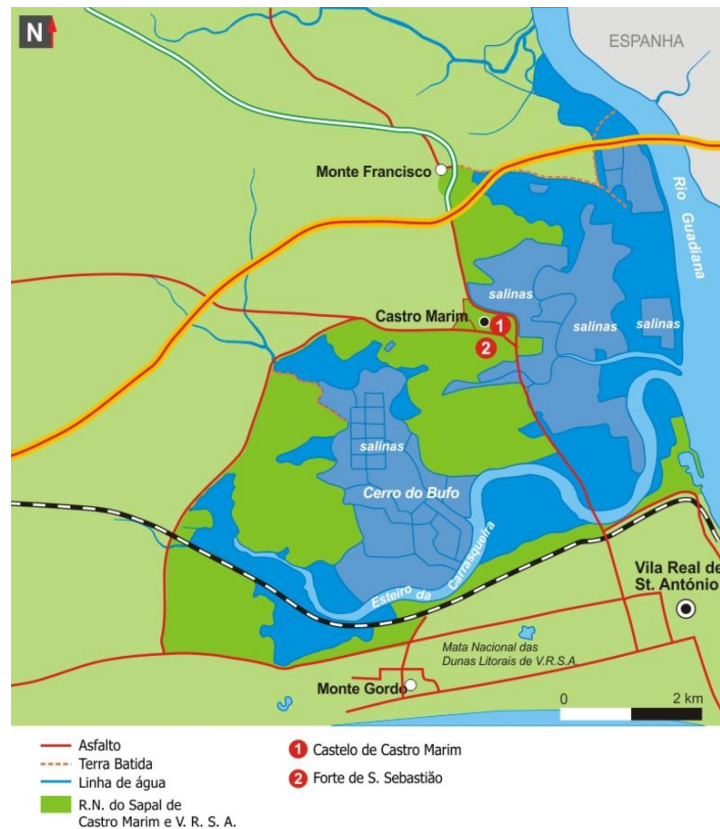 N
ESPANHA
Monte Francisco
Rio Guadiana
salinas
Castro Marim
1
2
salinas
salinas
salinas
Cerro do Bufo
Esteiro da Carrasqueira
Vila Real de
St. António
Mata Nacional das
Dunas Litorais de V.R.S.A.
Monte Gordo
0 2 km
Asfalto
Terra Batida
Linha de água
R.N. do Sapal de
Castro Marim e V. R. S. A.
1 Castelo de Castro Marim
2 Forte de S. Sebastião